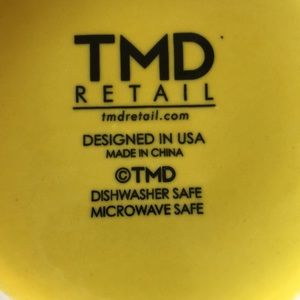 TMD
RETAIL
tmdretail.com
DESIGNED IN USA
MADE IN CHINA
©TMD
DISHWASHER SAFE
MICROWAVE SAFE